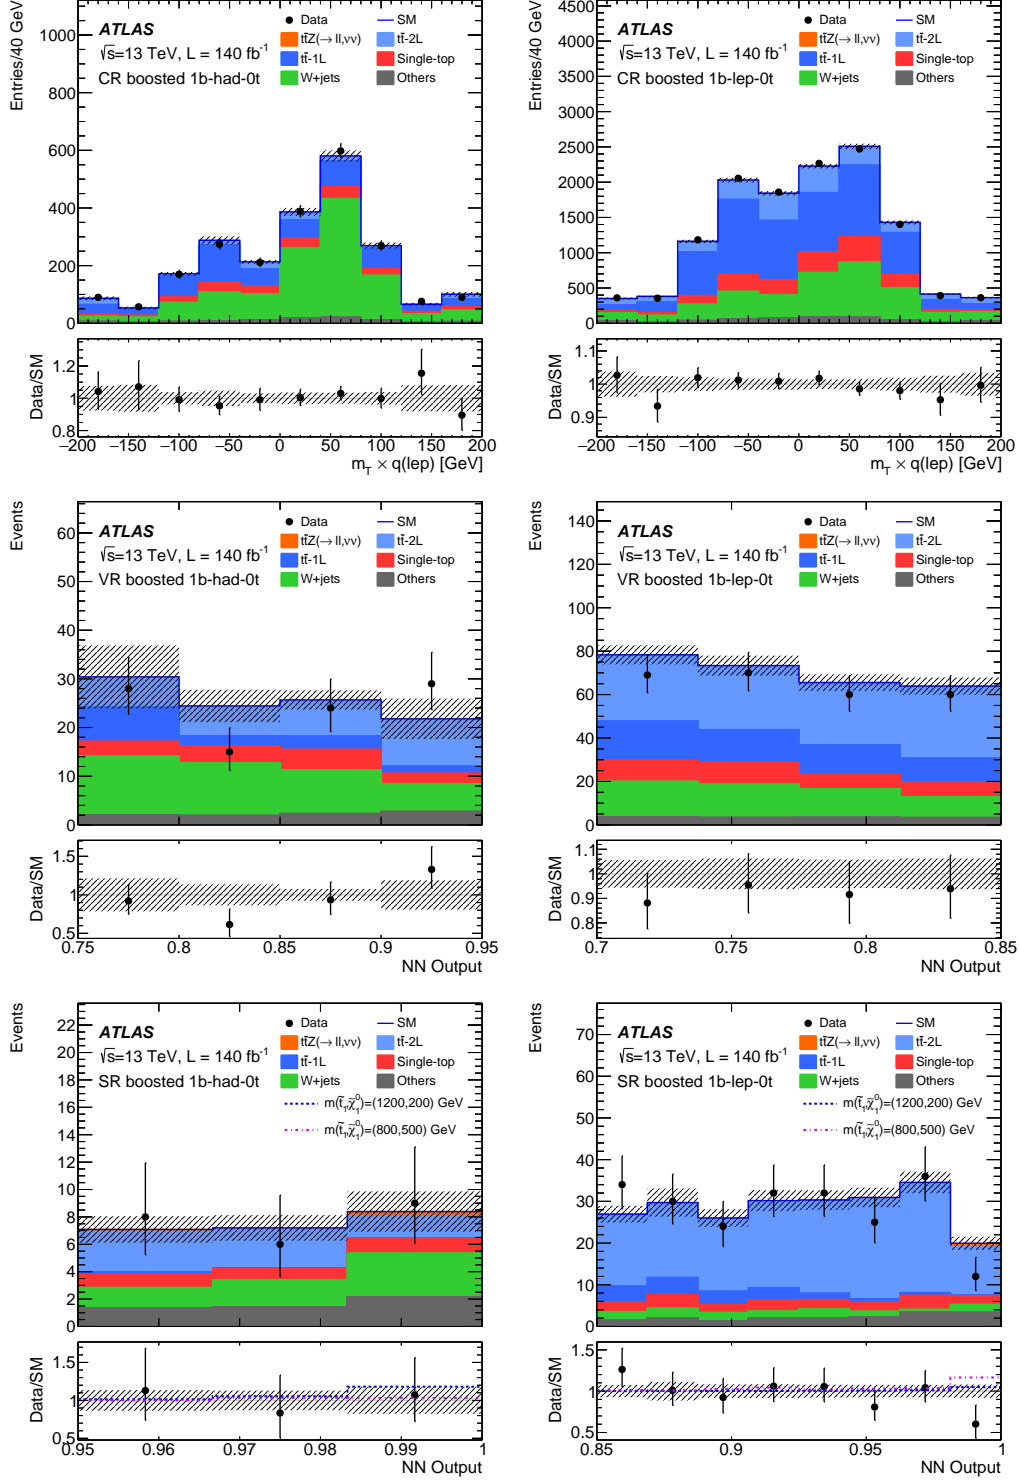 Entries/40 GeV
1000
800
600
400
200
0
ATLAS
√s=13 TeV, L = 140 fb-1
CR boosted 1b-had-0t
Data
SM
tt̄Z(→ ll,νν)
tt̄-2L
tt̄-1L
Single-top
W+jets
Others
Data/SM
1.2
1
0.8
−200 −150 −100 −50 0 50 100 150 200
mT × q(lep) [GeV]
Entries/40 GeV
4500
4000
3500
3000
2500
2000
1500
1000
500
0
ATLAS
√s=13 TeV, L = 140 fb-1
CR boosted 1b-lep-0t
Data
SM
tt̄Z(→ ll,νν)
tt̄-2L
tt̄-1L
Single-top
W+jets
Others
Data/SM
1.1
1
0.9
−200 −150 −100 −50 0 50 100 150 200
mT × q(lep) [GeV]
Events
60
50
40
30
20
10
0
ATLAS
√s=13 TeV, L = 140 fb-1
VR boosted 1b-had-0t
Data
SM
tt̄Z(→ ll,νν)
tt̄-2L
tt̄-1L
Single-top
W+jets
Others
Data/SM
1.5
1
0.5
0.75 0.8 0.85 0.9 0.95
NN Output
Events
140
120
100
80
60
40
20
0
ATLAS
√s=13 TeV, L = 140 fb-1
VR boosted 1b-lep-0t
Data
SM
tt̄Z(→ ll,νν)
tt̄-2L
tt̄-1L
Single-top
W+jets
Others
Data/SM
1.1
1
0.9
0.8
0.7 0.75 0.8 0.85
NN Output
Events
22
20
18
16
14
12
10
8
6
4
2
0
ATLAS
√s=13 TeV, L = 140 fb-1
SR boosted 1b-had-0t
Data
SM
tt̄Z(→ ll,νν)
tt̄-2L
tt̄-1L
Single-top
W+jets
Others
m(t̃1,χ̃01)=(1200,200) GeV
m(t̃1,χ̃01)=(800,500) GeV
Data/SM
1.5
1
0.5
0.95 0.96 0.97 0.98 0.99 1
NN Output
Events
70
60
50
40
30
20
10
0
ATLAS
√s=13 TeV, L = 140 fb-1
SR boosted 1b-lep-0t
Data
SM
tt̄Z(→ ll,νν)
tt̄-2L
tt̄-1L
Single-top
W+jets
Others
m(t̃1,χ̃01)=(1200,200) GeV
m(t̃1,χ̃01)=(800,500) GeV
Data/SM
1.5
1
0.5
0.85 0.9 0.95 1
NN Output